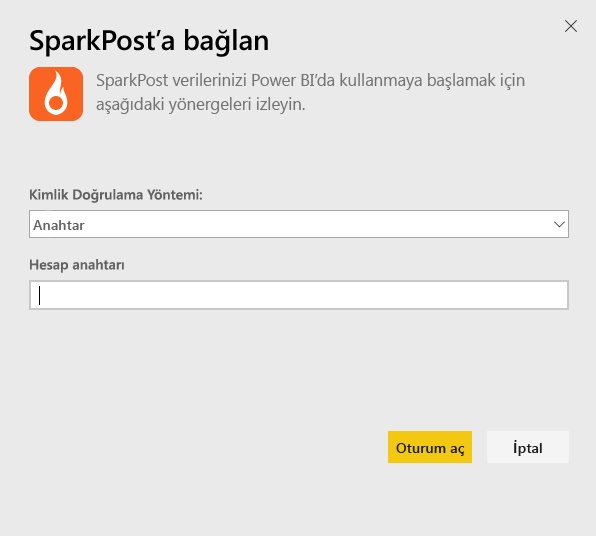 SparkPost’a bağlan
SparkPost verilerinizi Power BI’da kullanmaya başlamak için
aşağıdaki yönergeleri izleyin.
Kimlik Doğrulama Yöntemi:
Anahtar
Hesap anahtarı
Oturum aç
İptal